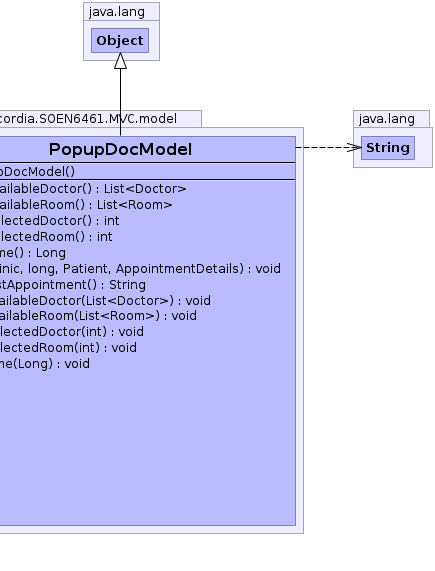 java.lang
Object
cordia.SOEN6461.MVC.model
java.lang
PopupDocModel
String
pDocModel()
ailableDoctor() : List<Doctor>
ailableRoom() : List<Room>
lectedDoctor() : int
lectedRoom() : int
me() : Long
inic, long, Patient, AppointmentDetails) : void
stAppointment() : String
ailableDoctor(List<Doctor>) : void
ailableRoom(List<Room>) : void
lectedDoctor(int) : void
lectedRoom(int) : void
me(Long) : void